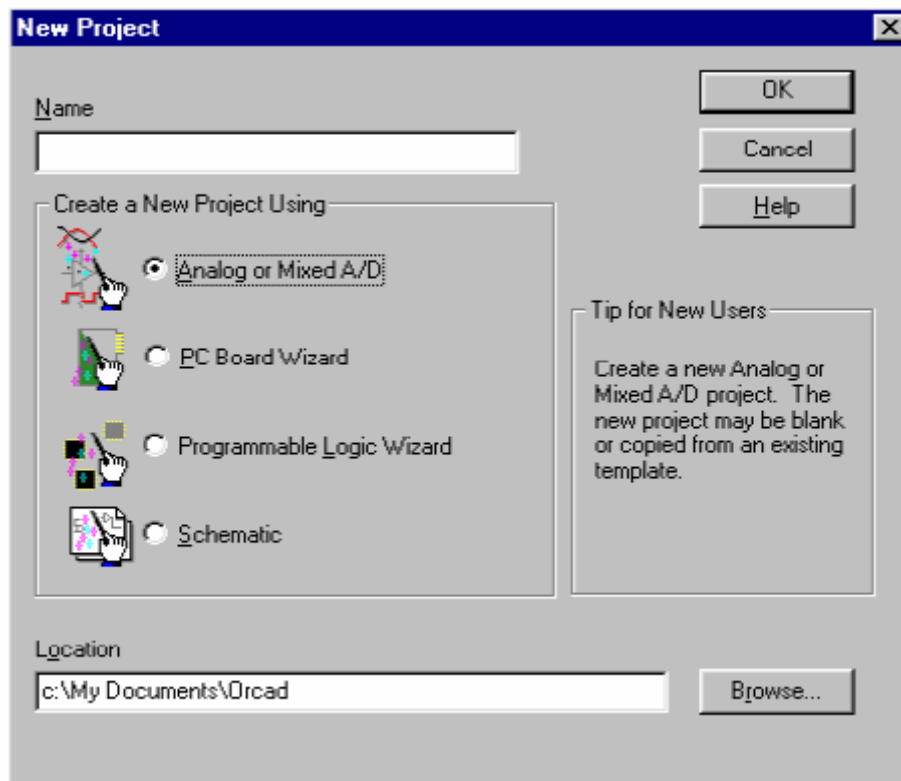 New Project
Name
OK
Cancel
Help
Create a New Project Using
Analog or Mixed A/D
PC Board Wizard
Programmable Logic Wizard
Schematic
Tip for New Users
Create a new Analog or
Mixed A/D project. The
new project may be blank
or copied from an existing
template.
Location
c:\My Documents\Orcad
Browse...